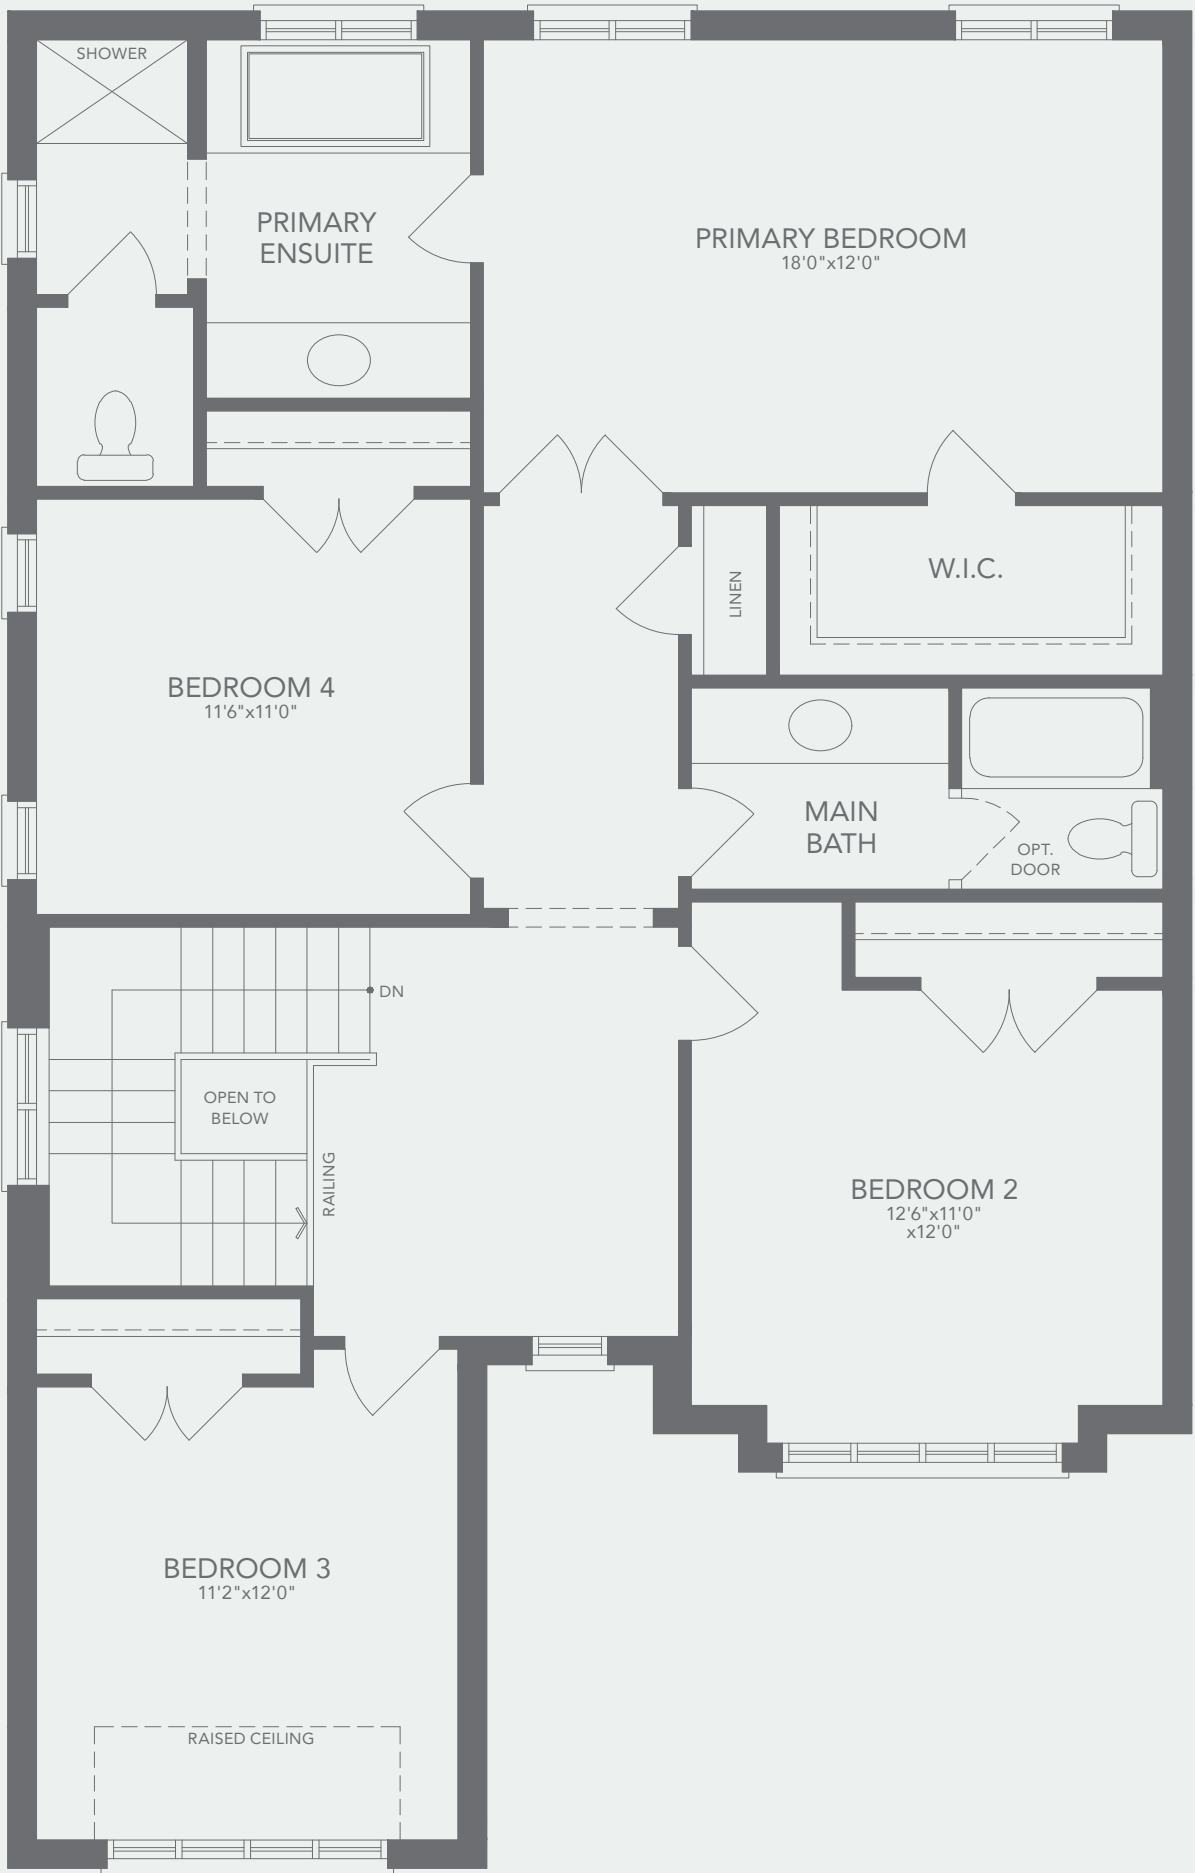 SHOWER
PRIMARY
ENSUITE
PRIMARY BEDROOM
18'0"x12'0"
LINEN
W.I.C.
BEDROOM 4
11'6"x11'0"
MAIN
BATH
OPT.
DOOR
DN
OPEN TO
BELOW
RAILING
BEDROOM 2
12'6"x11'0"
x12'0"
BEDROOM 3
11'2"x12'0"
RAISED CEILING